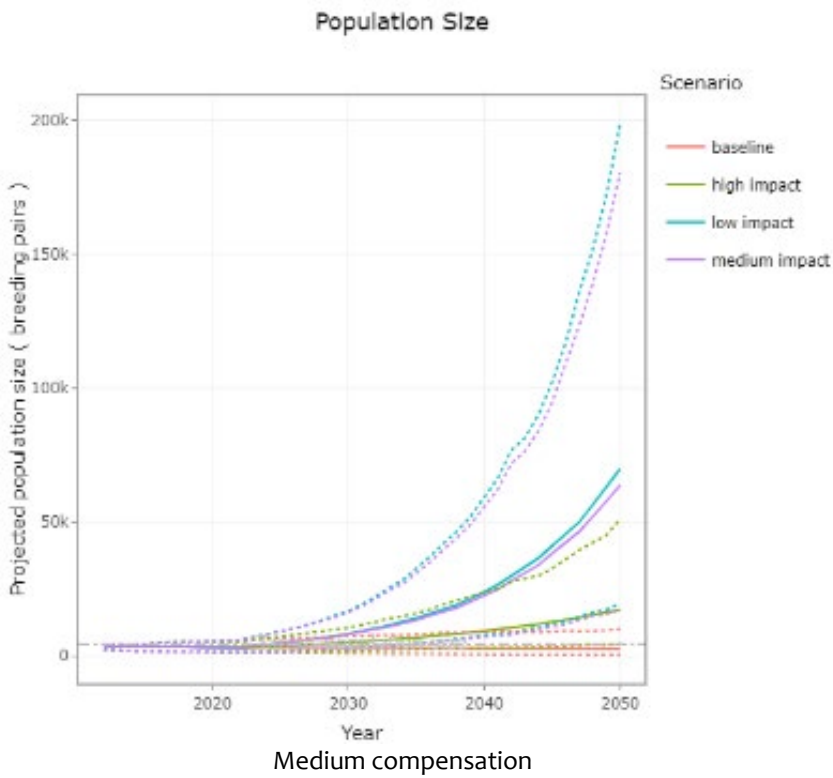 Population Size
Scenario
baseline
high impact
low impact
medium impact
Projected population size ( breeding pairs )
200k
150k
100k
50k
0
2020
2030
2040
2050
Year
Medium compensation